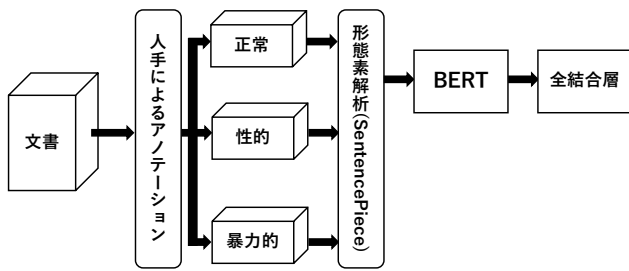 文書
人手によるアノテーション
正常
性的
暴力的
形態素解析(SentencePiece)
BERT
全結合層